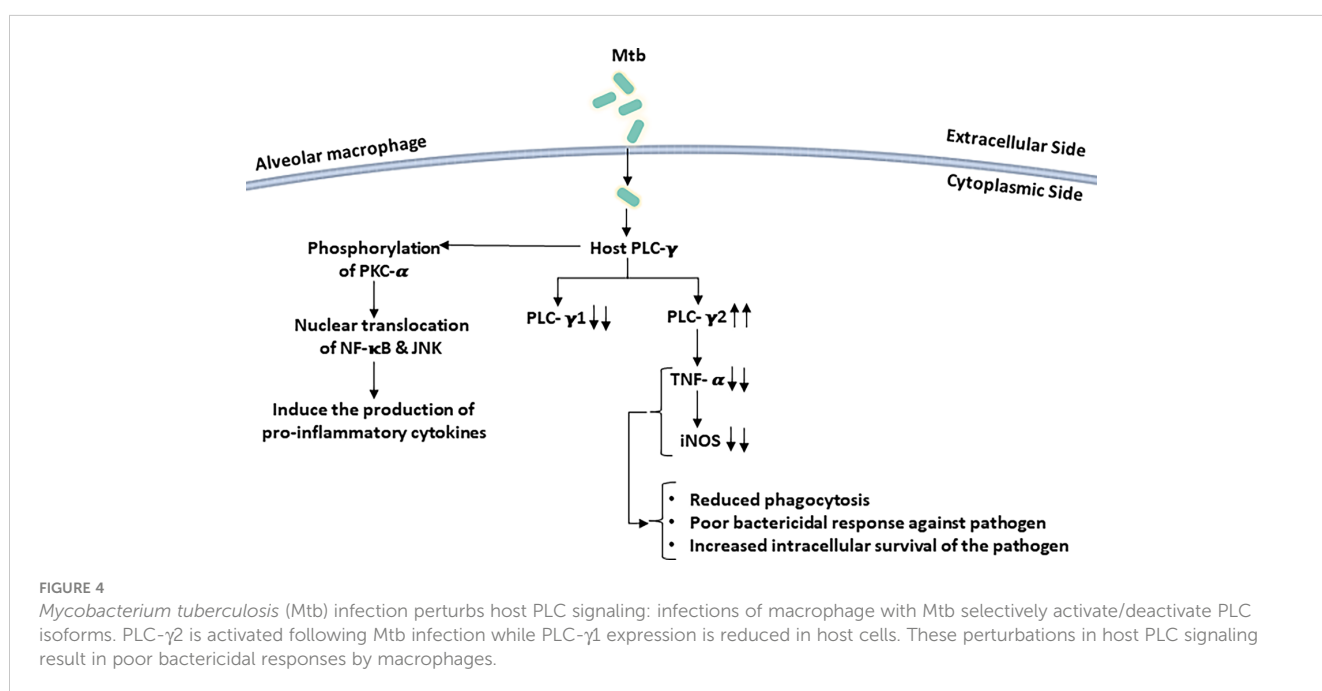 Mtb
Alveolar macrophage
Extracellular Side
Cytoplasmic Side
Phosphorylation
of PKC-α
Host PLC-γ
Nuclear translocation
of NF-κB & JNK
PLC- γ1↓↓
PLC- γ2↑↑
Induce the production of
pro-inflammatory cytokines
TNF- α↓↓
iNOS ↓↓
• Reduced phagocytosis
• Poor bactericidal response against pathogen
• Increased intracellular survival of the pathogen
FIGURE 4
Mycobacterium tuberculosis (Mtb) infection perturbs host PLC signaling: infections of macrophage with Mtb selectively activate/deactivate PLC
isoforms. PLC-γ2 is activated following Mtb infection while PLC-γ1 expression is reduced in host cells. These perturbations in host PLC signaling
result in poor bactericidal responses by macrophages.